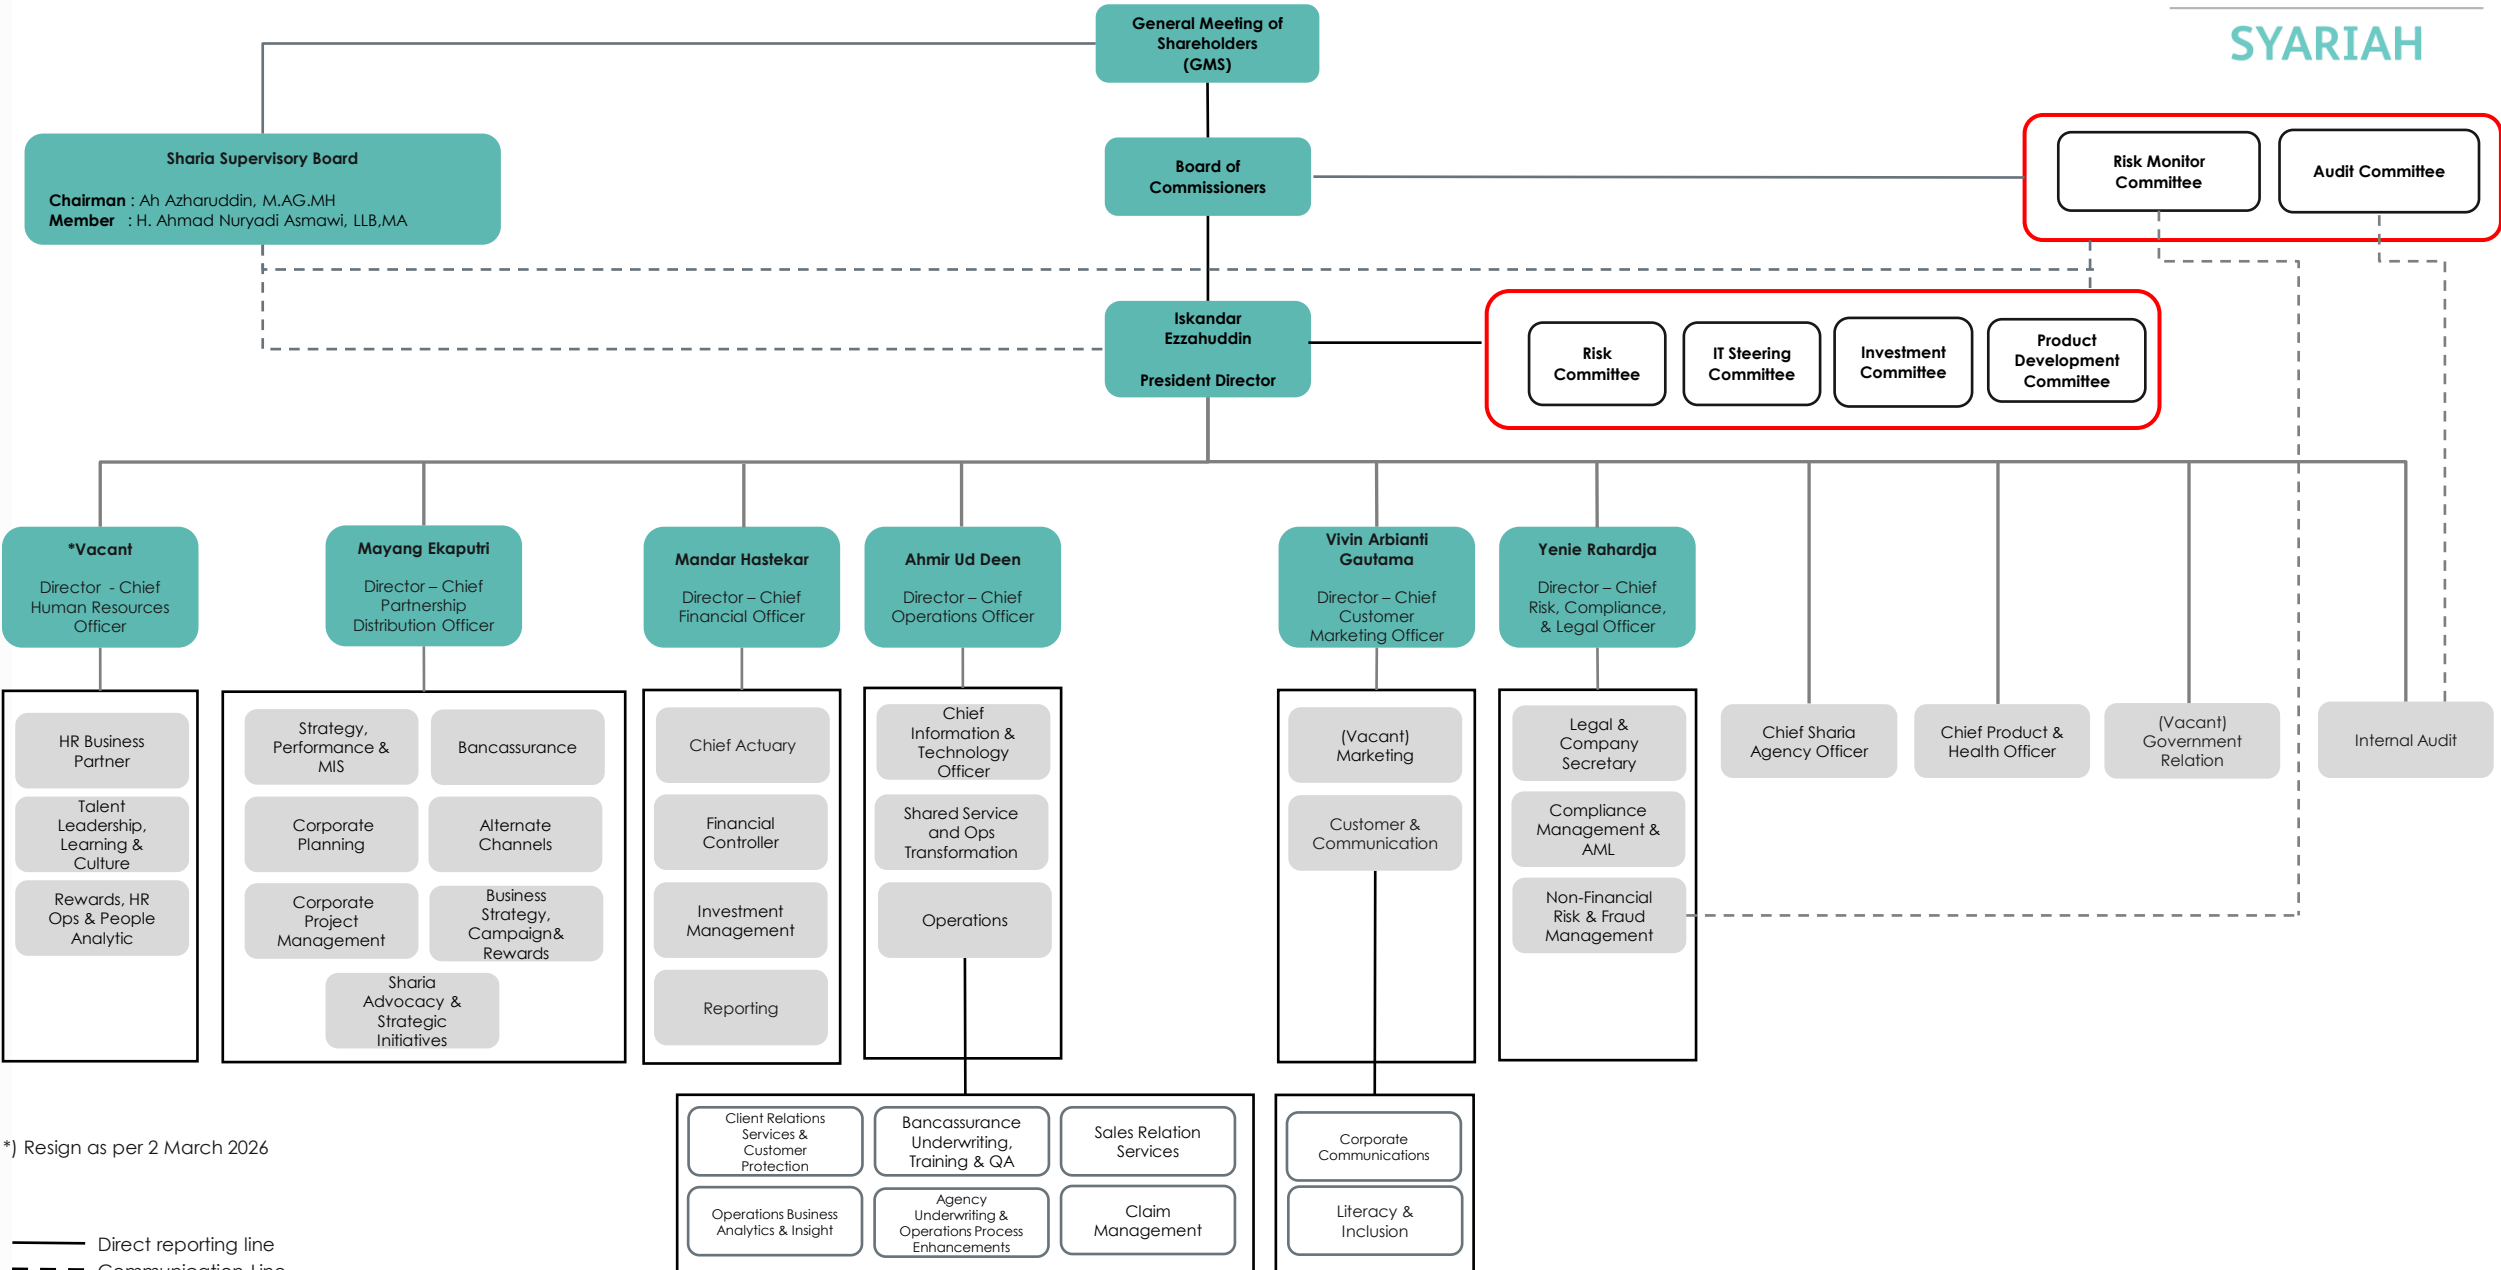 SYARIAH
General Meeting of
Shareholders
(GMS)
Sharia Supervisory Board
Chairman : Ah Azharuddin, M.AG.MH
Member : H. Ahmad Nuryadi Asmawi, LLB,MA
Board of
Commissioners
Risk Monitor
Committee
Audit Committee
Iskandar
Ezzahuddin
President Director
Risk
Committee
IT Steering
Committee
Investment
Committee
Product
Development
Committee
*Vacant
Director - Chief
Human Resources
Officer
Mayang Ekaputri
Director – Chief
Partnership
Distribution Officer
Mandar Hastekar
Director – Chief
Financial Officer
Ahmir Ud Deen
Director – Chief
Operations Officer
Vivin Arbianti
Gautama
Director – Chief
Customer
Marketing Officer
Yenie Rahardja
Director – Chief
Risk, Compliance,
& Legal Officer
HR Business
Partner
Talent
Leadership,
Learning &
Culture
Rewards, HR
Ops & People
Analytic
Strategy,
Performance &
MIS
Bancassurance
Corporate
Planning
Alternate
Channels
Corporate
Project
Management
Business
Strategy,
Campaign&
Rewards
Sharia
Advocacy &
Strategic
Initiatives
Chief Actuary
Financial
Controller
Investment
Management
Reporting
Chief
Information &
Technology
Officer
Shared Service
and Ops
Transformation
Operations
(Vacant)
Marketing
Customer &
Communication
Legal &
Company
Secretary
Compliance
Management &
AML
Non-Financial
Risk & Fraud
Management
Chief Sharia
Agency Officer
Chief Product &
Health Officer
(Vacant)
Government
Relation
Internal Audit
Client Relations
Services &
Customer
Protection
Bancassurance
Underwriting,
Training & QA
Sales Relation
Services
Operations Business
Analytics & Insight
Agency
Underwriting &
Operations Process
Enhancements
Claim
Management
Corporate
Communications
Literacy &
Inclusion
*) Resign as per 2 March 2026
Direct reporting line
Communication Line